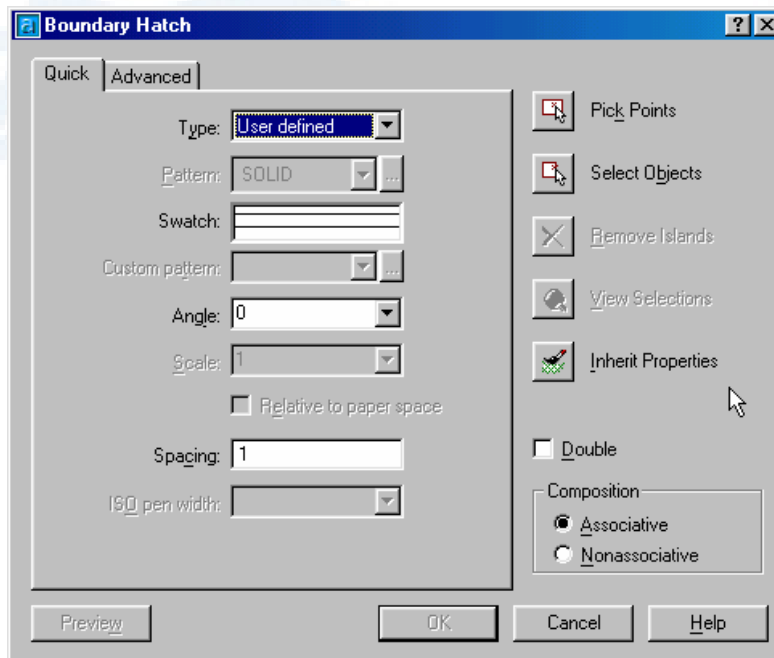 Boundary Hatch
Quick
Advanced
Type: User defined
Pattern: SOLID ...
Swatch:
Custom pattern: ...
Angle: 0
Scale: 1
Relative to paper space
Spacing: 1
ISO pen width:
Pick Points
Select Objects
Remove Islands
View Selections
Inherit Properties
Double
Composition
Associative
Nonassociative
Preview
OK
Cancel
Help